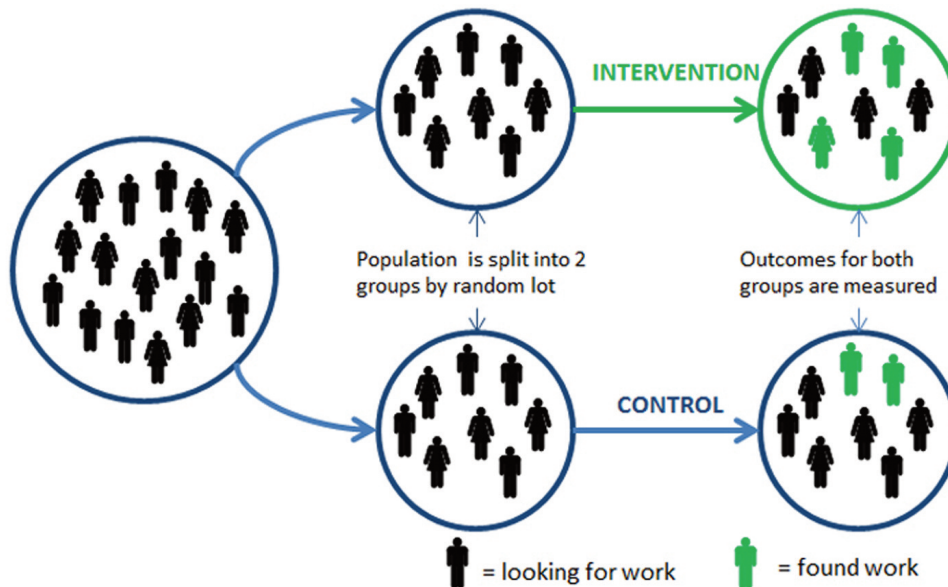 INTERVENTION
Population is split into 2
groups by random lot
Outcomes for both
groups are measured
CONTROL
= looking for work
= found work